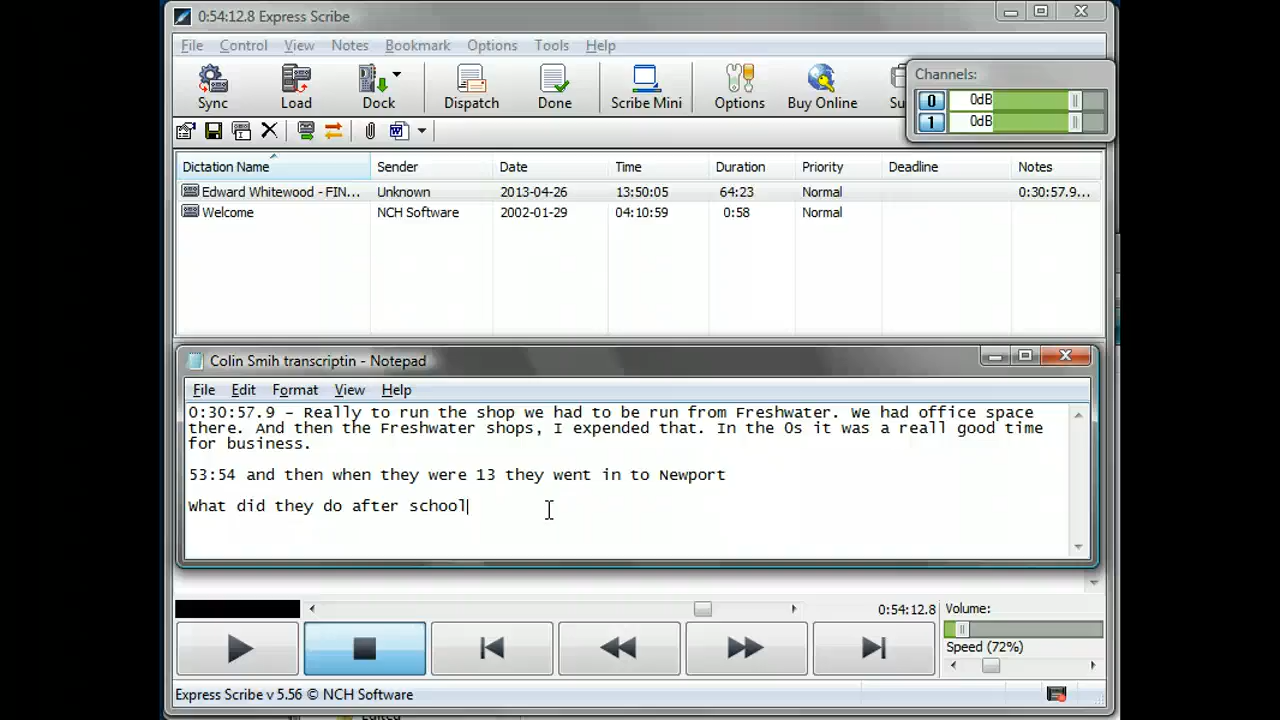 0:54:12.8 Express Scribe
File Control View Notes Bookmark Options Tools Help
Sync Load Dock Dispatch Done Scribe Mini Options Buy Online
Channels:
0 0dB
1 0dB
Dictation Name Sender Date Time Duration Priority Deadline Notes
Edward Whitewood - FIN... Unknown 2013-04-26 13:50:05 64:23 Normal 0:30:57.9...
Welcome NCH Software 2002-01-29 04:10:59 0:58 Normal
Colin Smih transcriptin - Notepad
File Edit Format View Help
0:30:57.9 - Really to run the shop we had to be run from Freshwater. We had office space
there. And then the Freshwater shops, I expended that. In the Os it was a reall good time
for business.
53:54 and then when they were 13 they went in to Newport
What did they do after school
0:54:12.8
Volume:
Speed (72%)
Express Scribe v 5.56 © NCH Software